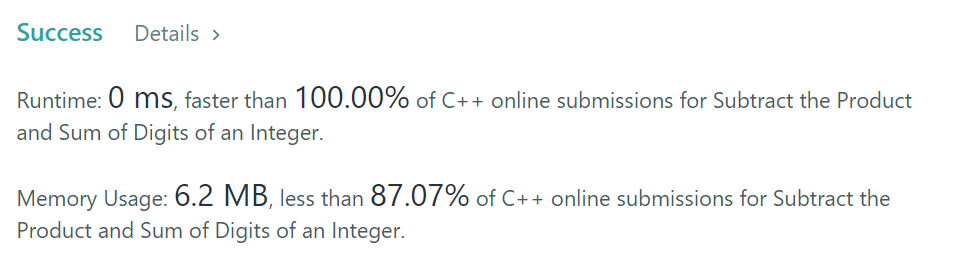 Success Details >
Runtime: 0 ms, faster than 100.00% of C++ online submissions for Subtract the Product
and Sum of Digits of an Integer.
Memory Usage: 6.2 MB, less than 87.07% of C++ online submissions for Subtract the
Product and Sum of Digits of an Integer.